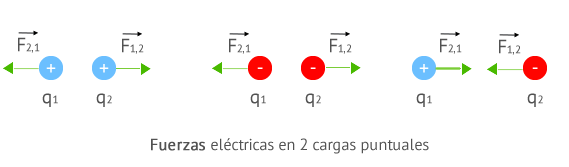 F2,1 F1,2 F2,1 F1,2 F2,1 F1,2
+ + - - + -
q1 q2 q1 q2 q1 q2
Fuerzas eléctricas en 2 cargas puntuales